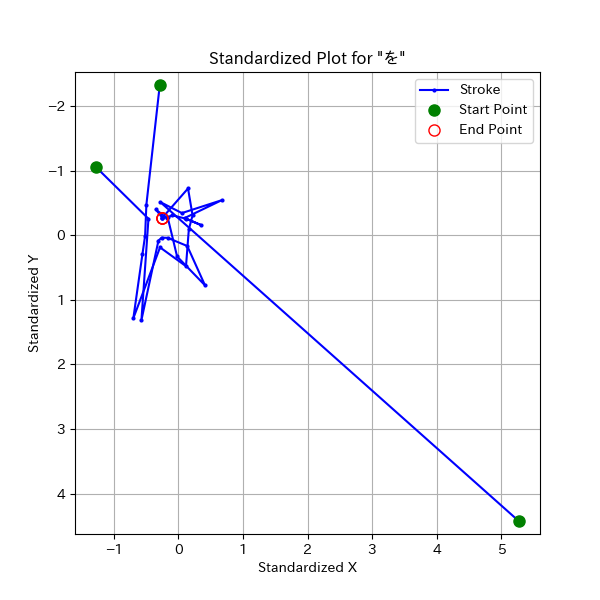 Standardized Plot for "を"
Stroke
Start Point
End Point
Standardized Y
−2
−1
0
1
2
3
4
−1 0 1 2 3 4 5
Standardized X